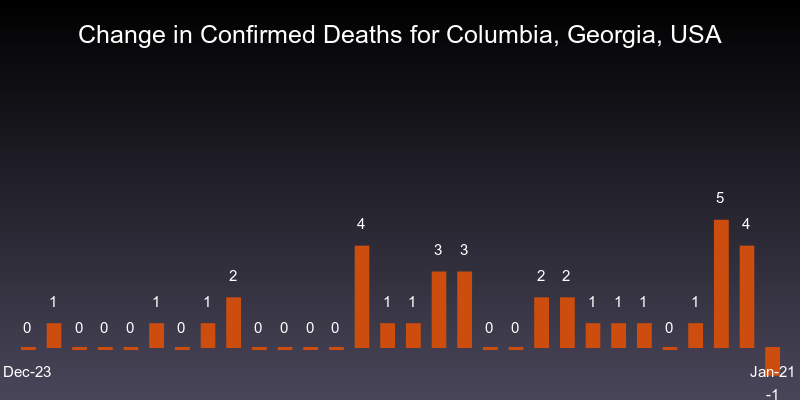 Change in Confirmed Deaths for Columbia, Georgia, USA
0 1 0 0 0 1 0 1 2 0 0 0 0 4 1 1 3 3 0 0 2 2 1 1 1 0 1 5 4
Dec-23 Jan-21
-1